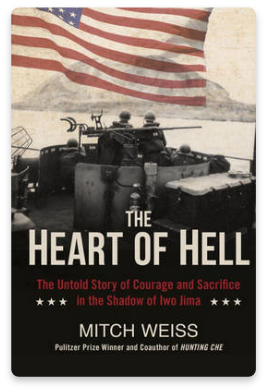 THE
HEART OF HELL
The Untold Story of Courage and Sacrifice
★ ★ ★ in the Shadow of Iwo Jima ★ ★ ★
MITCH WEISS
Pulitzer Prize Winner and Coauthor of HUNTING CHE